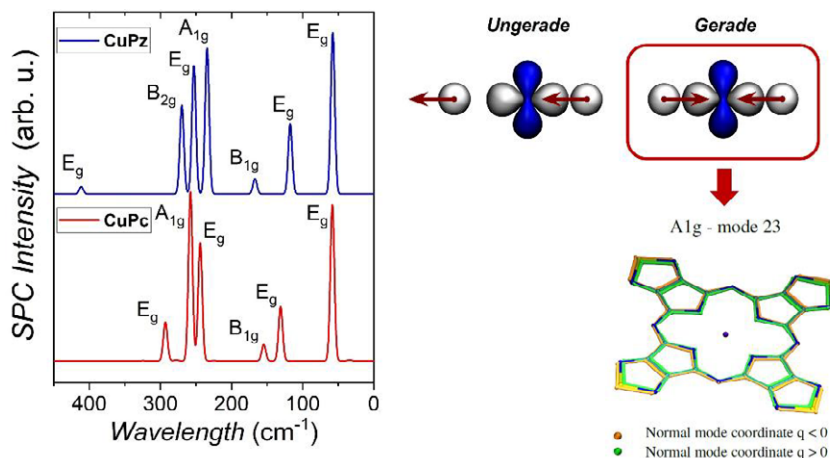 SPC Intensity (arb. u.)
CuPz
E_g
B_2g
E_g
A_1g
B_1g
E_g
E_g
CuPc
E_g
A_1g
E_g
B_1g
E_g
E_g
400 300 200 100 0
Wavelength (cm⁻¹)
Ungerade
Gerade
A1g - mode 23
Normal mode coordinate q < 0
Normal mode coordinate q > 0